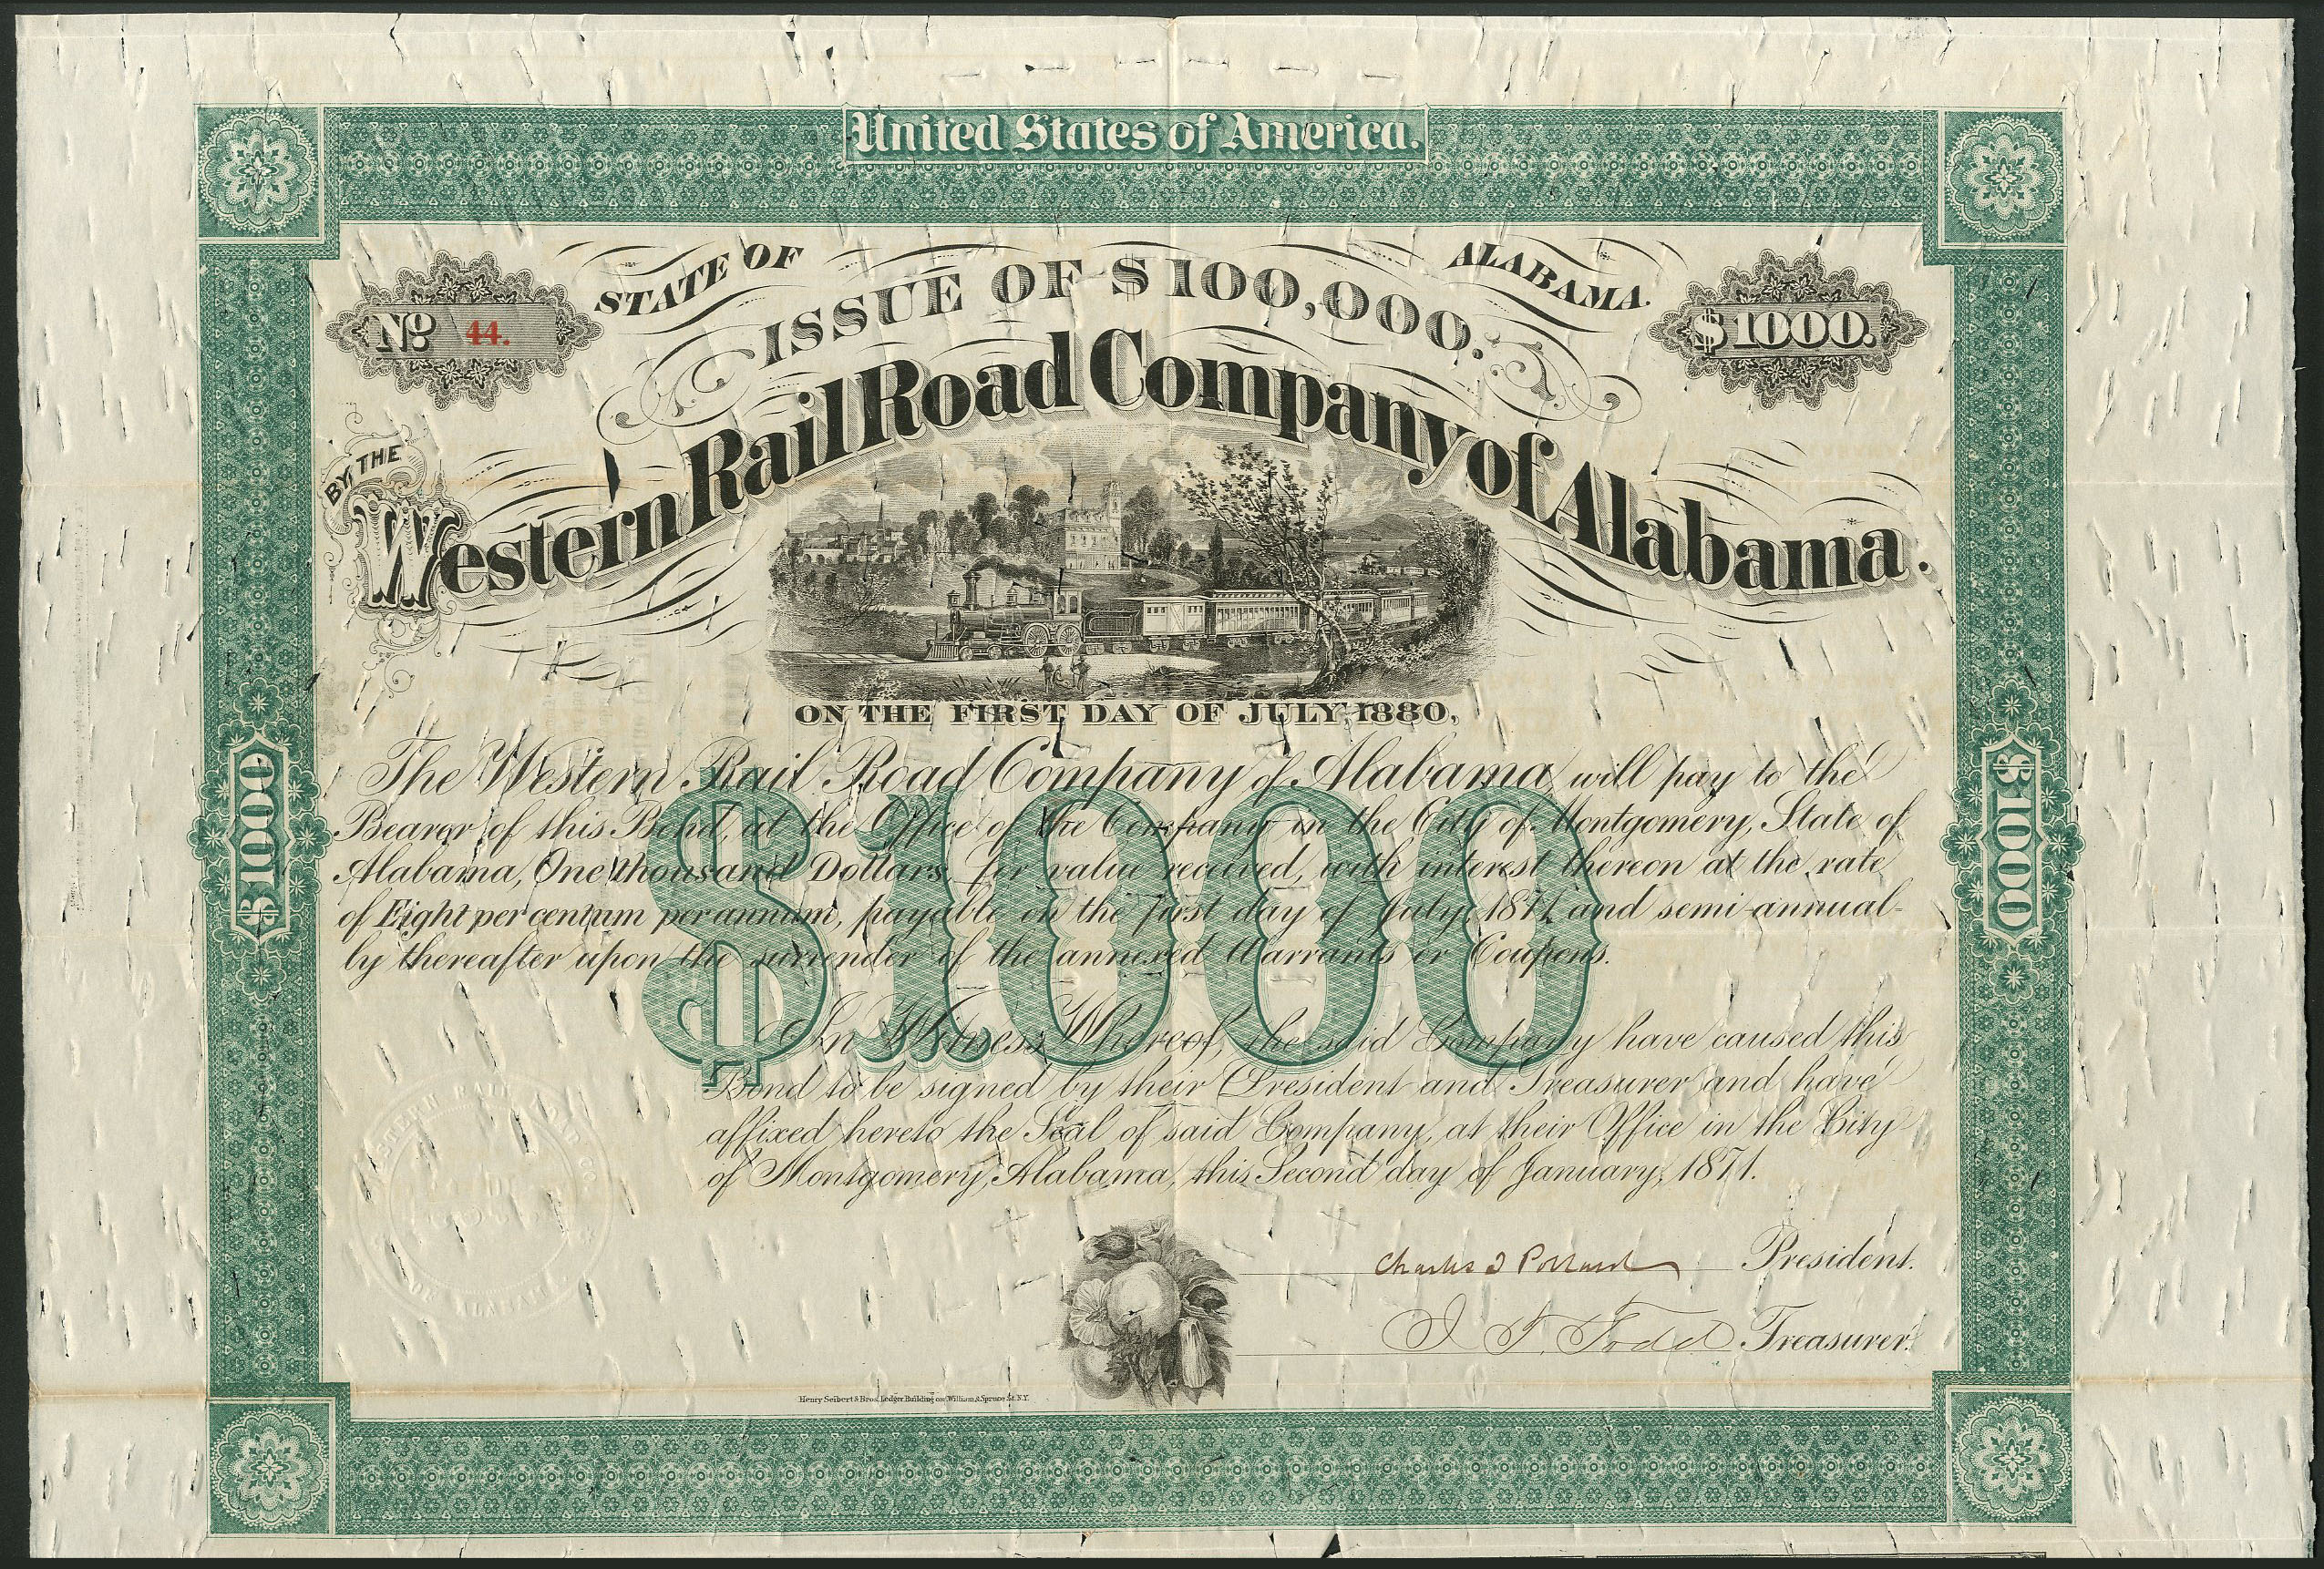 United States of America.
STATE OF ALABAMA.
No 44.
ISSUE OF $100,000.
$1000.
BY THE
Western Rail Road Company of Alabama.
ON THE FIRST DAY OF JULY, 1880,
$1000
The Western Rail Road Company of Alabama, will pay to the
Bearer of this Bond, at the Office of the Company in the City of Montgomery, State of
Alabama, One thousand Dollars, for value received, with interest thereon at the rate
of Eight per centum per annum, payable on the first day of July, 1871, and semi-annual-
ly thereafter upon the surrender of the annexed Warrants or Coupons.
$1000
$1000
In Witness Whereof, the said Company have caused this
Bond to be signed by their President and Treasurer and have
affixed hereto the Seal of said Company, at their Office in the City
of Montgomery, Alabama, this Second day of January, 1871.
WESTERN RAIL ROAD CO.
OF ALABAMA
Charles T Pollard President.
T. Todd Treasurer.
Henry Seibert & Bros. Ledger Building cor. William & Spruce St. N.Y.